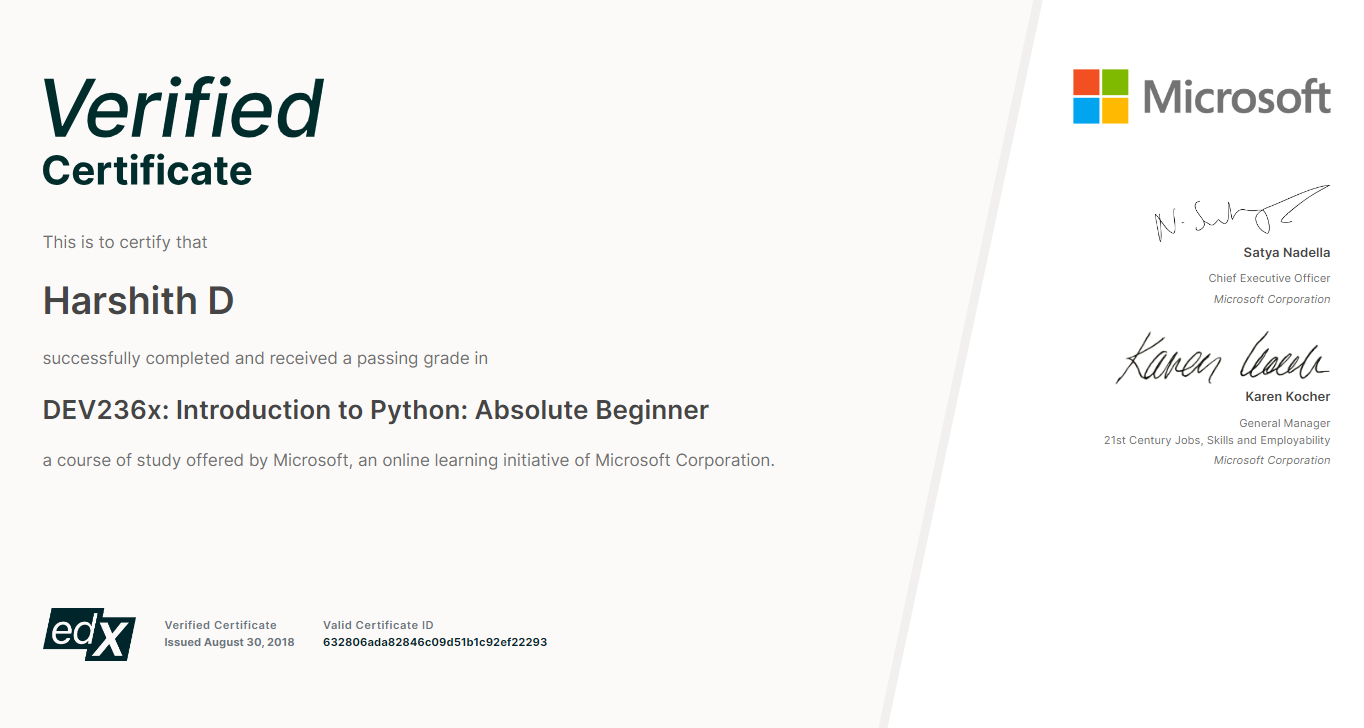 Verified
Certificate
This is to certify that
Harshith D
successfully completed and received a passing grade in
DEV236x: Introduction to Python: Absolute Beginner
a course of study offered by Microsoft, an online learning initiative of Microsoft Corporation.
edX
Verified Certificate
Issued August 30, 2018
Valid Certificate ID
632806ada82846c09d51b1c92ef22293
Microsoft
Satya Nadella
Chief Executive Officer
Microsoft Corporation
Karen Kocher
General Manager
21st Century Jobs, Skills and Employability
Microsoft Corporation